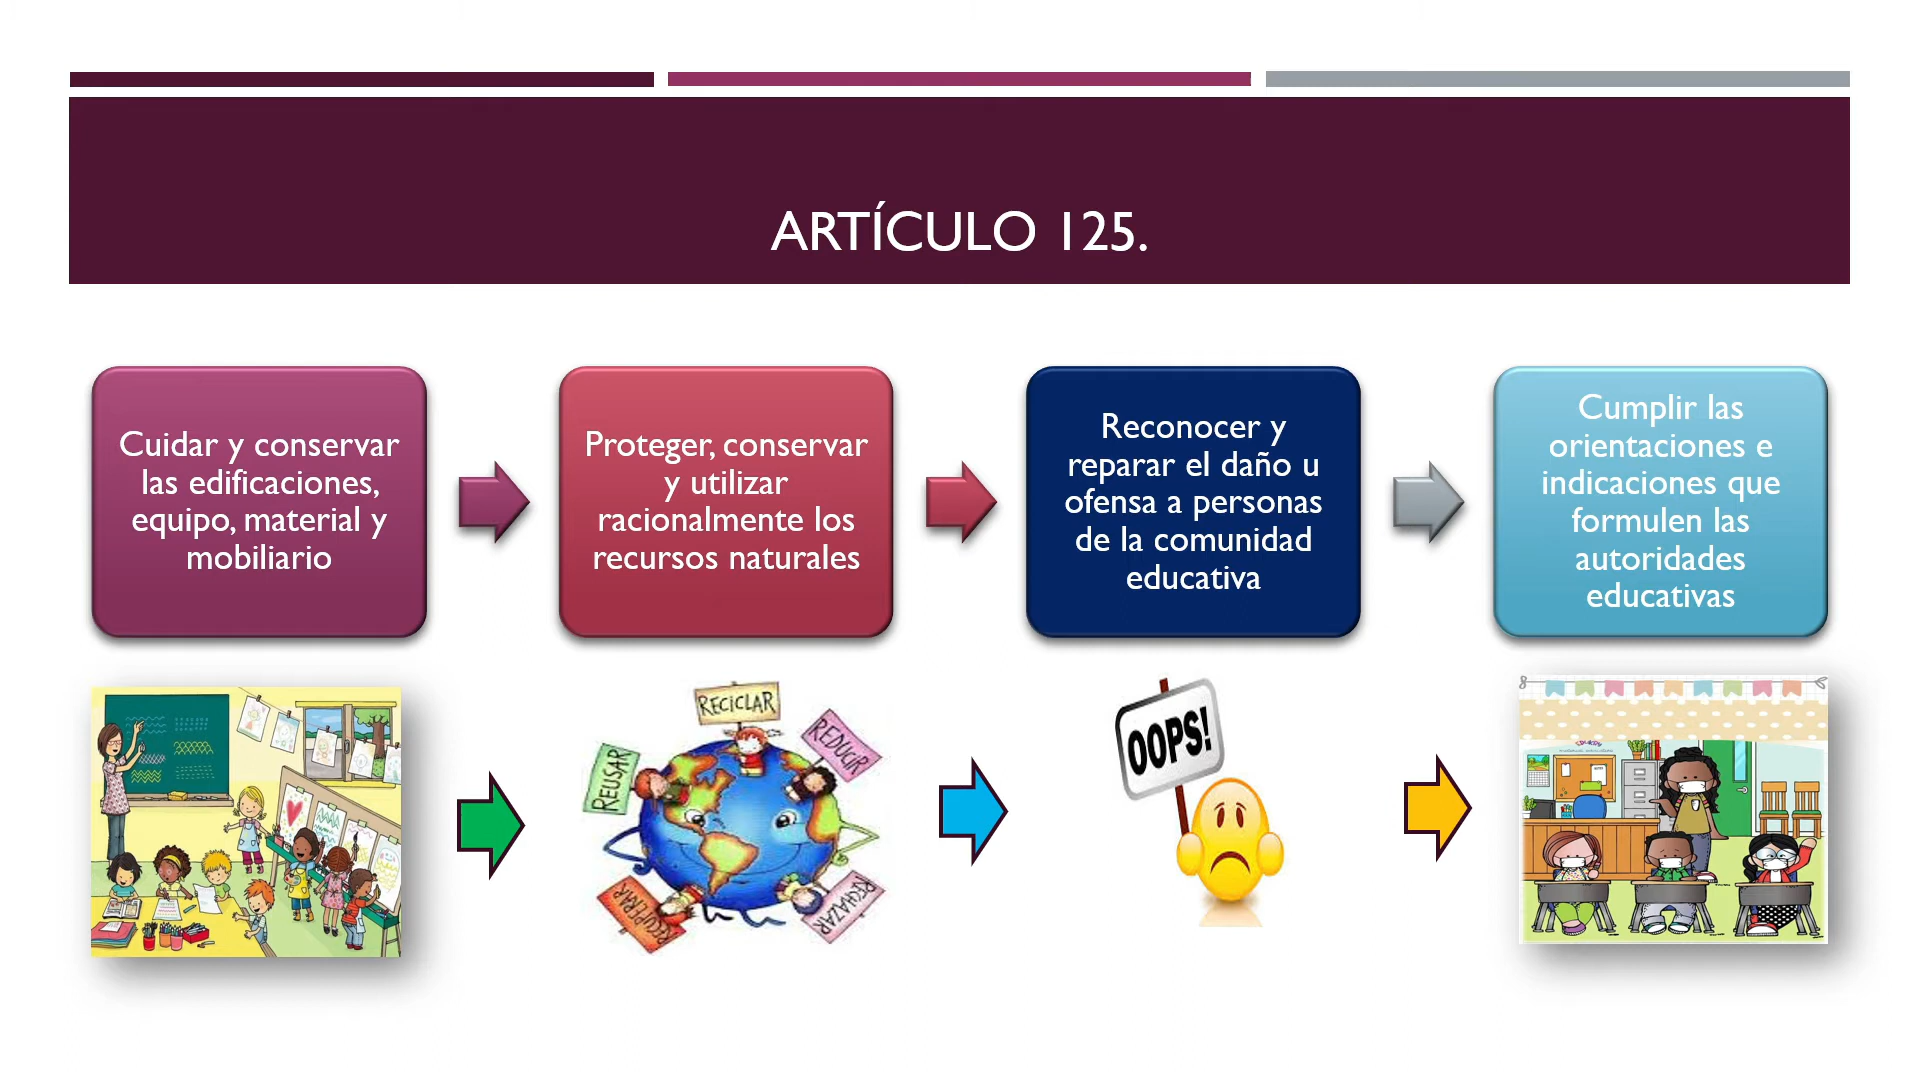 ARTÍCULO 125.
Cuidar y conservar
las edificaciones,
equipo, material y
mobiliario
Proteger, conservar
y utilizar
racionalmente los
recursos naturales
Reconocer y
reparar el daño u
ofensa a personas
de la comunidad
educativa
Cumplir las
orientaciones e
indicaciones que
formulen las
autoridades
educativas
RECICLAR
REDUCIR
REUSAR
RECUPERAR
RECHAZAR
OOPS!